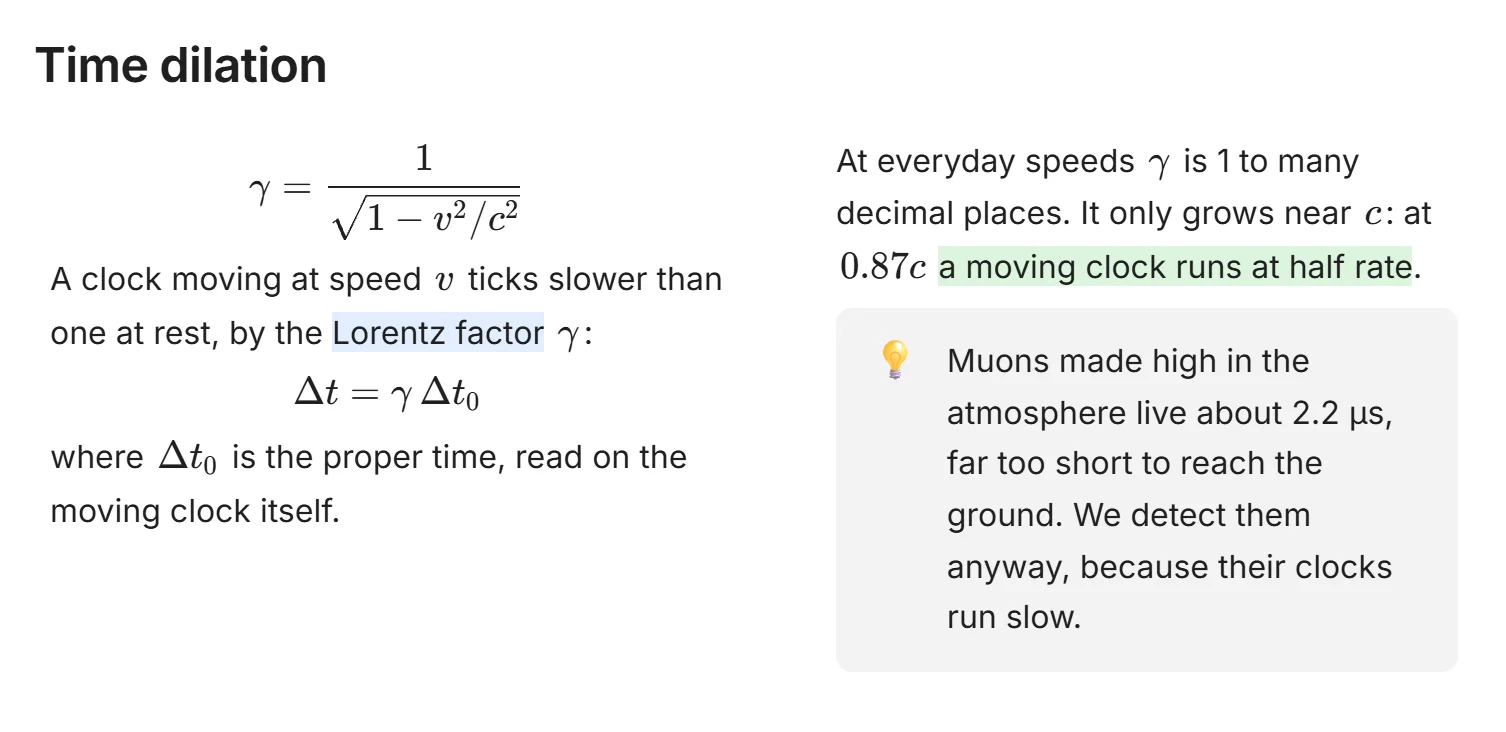 Time dilation
γ = 1 / √(1 − v²/c²)
A clock moving at speed v ticks slower than
one at rest, by the Lorentz factor γ:
Δt = γ Δt₀
where Δt₀ is the proper time, read on the
moving clock itself.
At everyday speeds γ is 1 to many
decimal places. It only grows near c: at
0.87c a moving clock runs at half rate.
Muons made high in the
atmosphere live about 2.2 μs,
far too short to reach the
ground. We detect them
anyway, because their clocks
run slow.